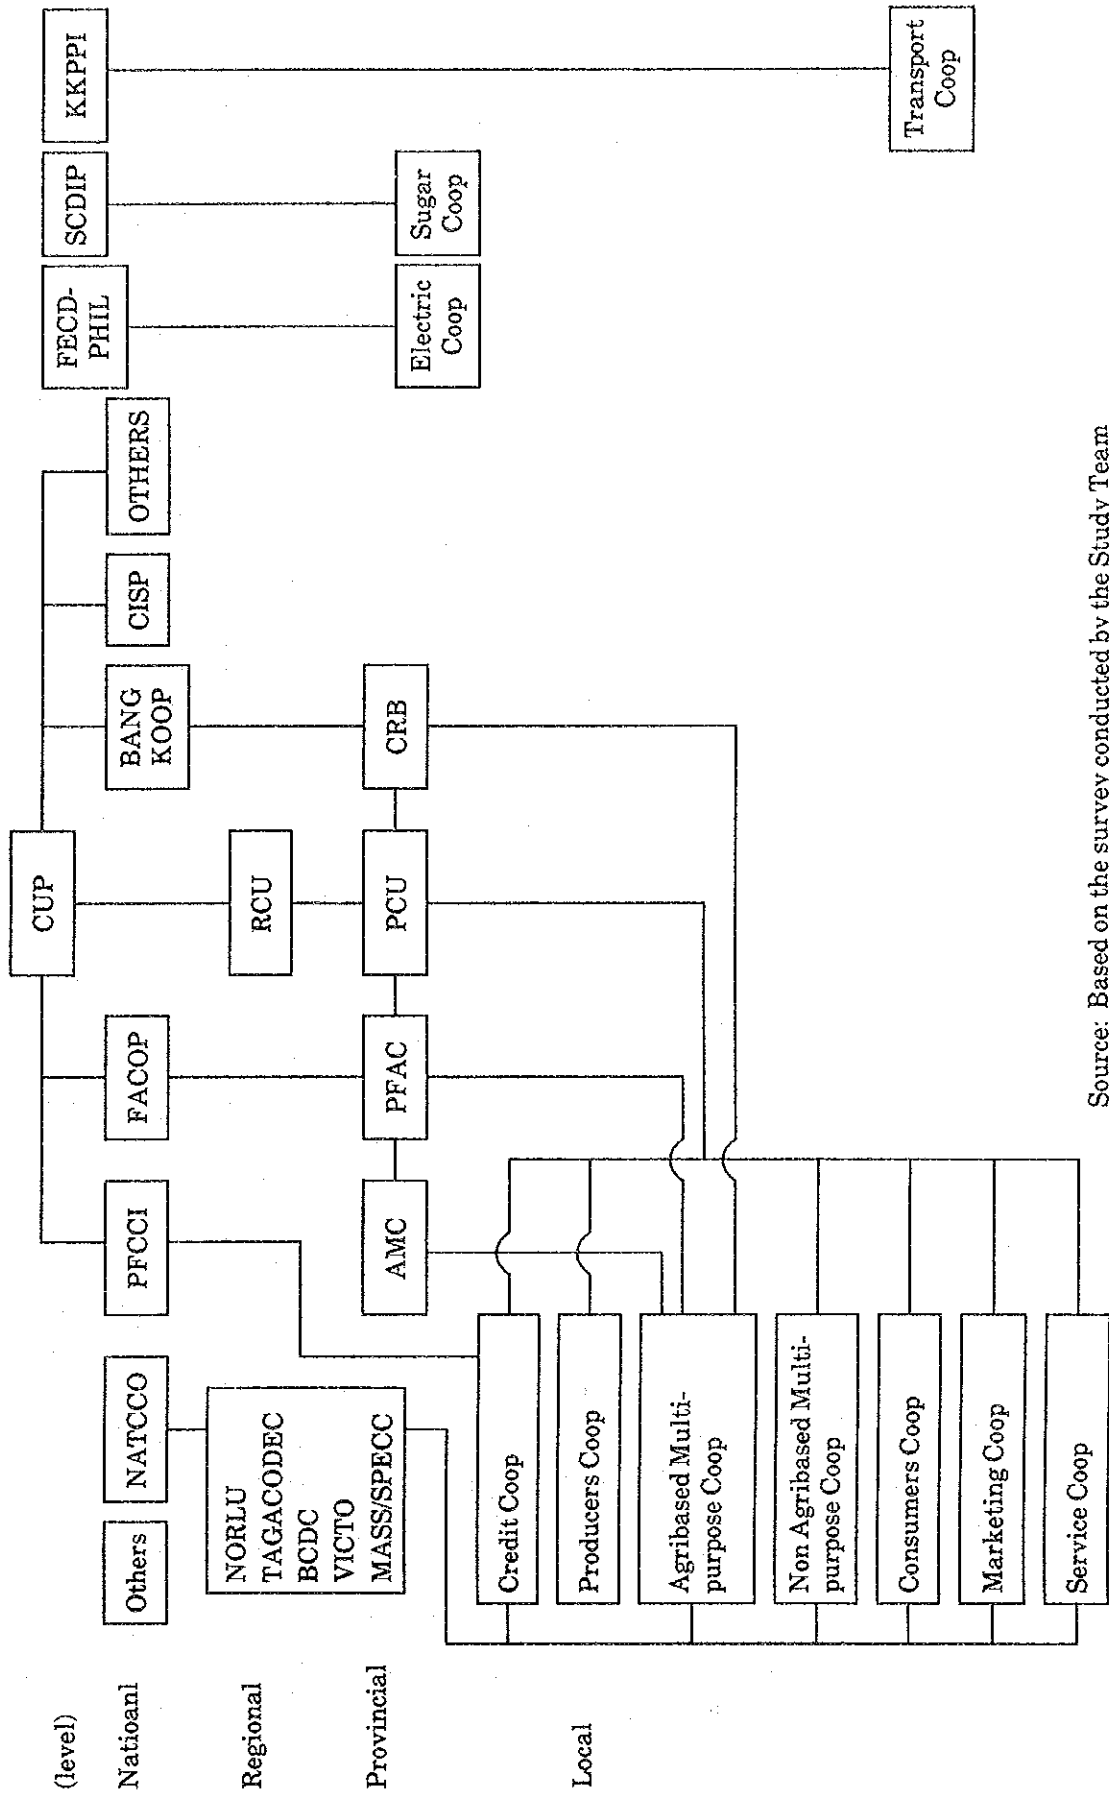 (level)
CUP
FECD-
PHIL
SCDIP
KKPPI
Natioanl
Others
NATCCO
PFCCI
FACOP
BANG
KOOP
CISP
OTHERS
Regional
NORLU
TAGACODEC
BCDC
VICTO
MASS/SPECC
RCU
Provincial
AMC
PFAC
PCU
CRB
Electric
Coop
Sugar
Coop
Local
Credit Coop
Producers Coop
Agribased Multi-
purpose Coop
Non Agribased Multi-
purpose Coop
Consumers Coop
Marketing Coop
Service Coop
Transport
Coop
Source: Based on the survey conducted by the Study Team